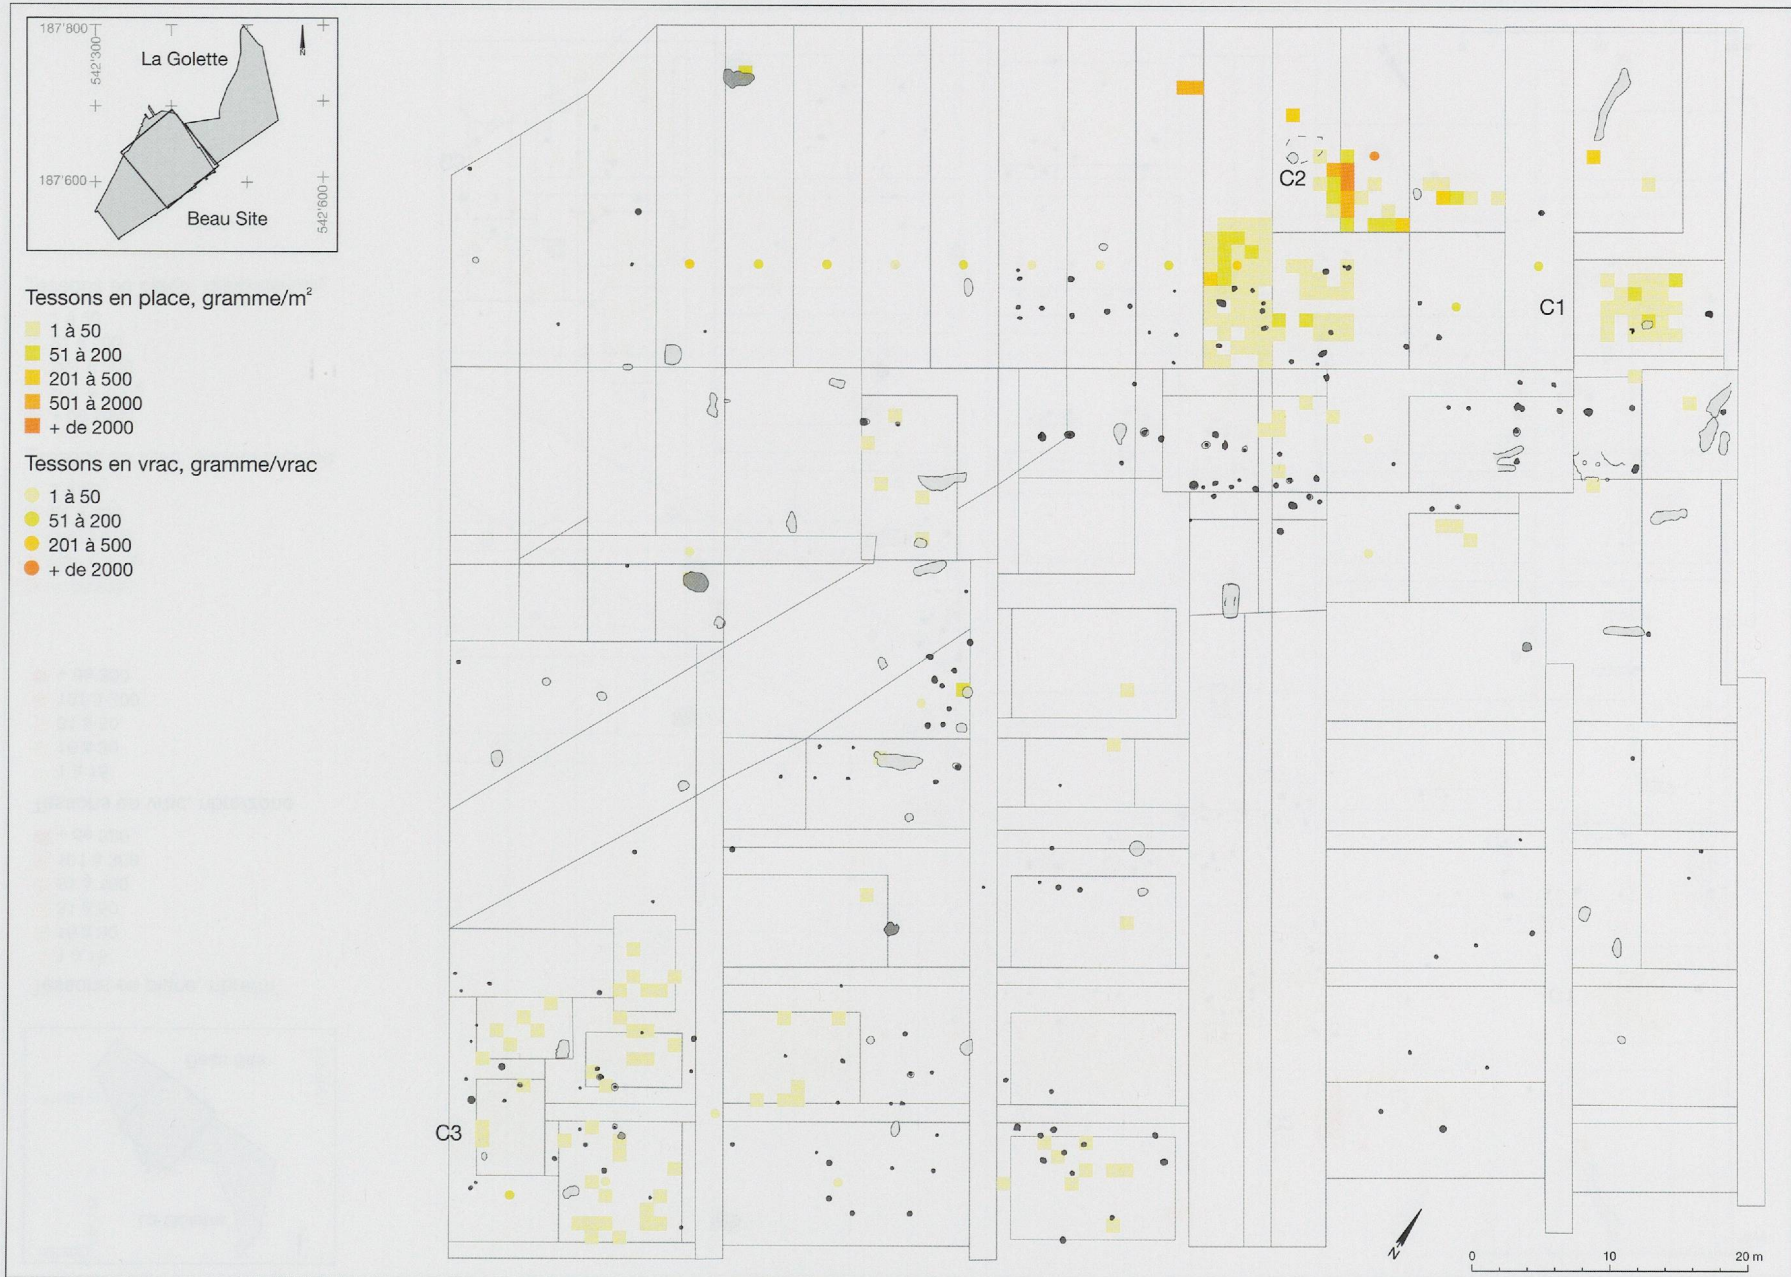 187'800
542'300
La Golette
N
187'600
Beau Site
542'600
Tessons en place, gramme/m²
1 à 50
51 à 200
201 à 500
501 à 2000
+ de 2000
Tessons en vrac, gramme/vrac
1 à 50
51 à 200
201 à 500
+ de 2000
C2
C1
C3
N
0 10 20 m